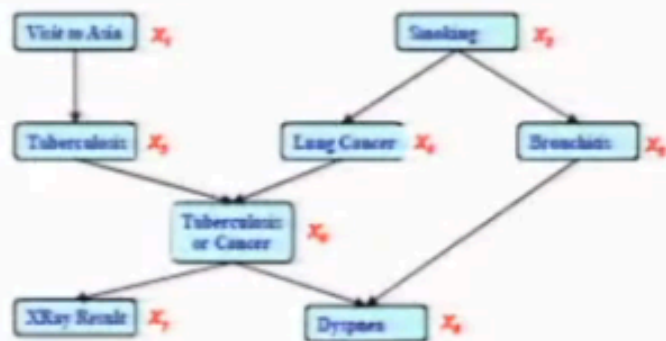 Visit to Asia X₁
Smoking X₂
Tuberculosis X₃
Lung Cancer X₄
Bronchitis X₅
Tuberculosis
or Cancer X₆
XRay Result X₇
Dyspnea X₈